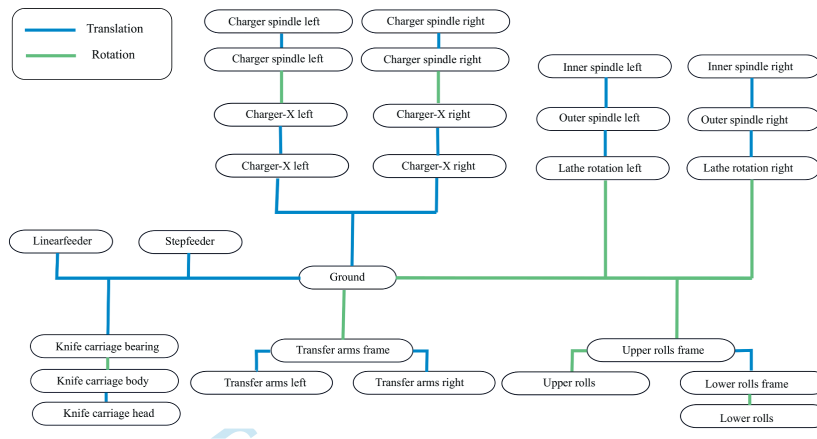 Translation
Rotation
Charger spindle left
Charger spindle right
Charger spindle left
Charger spindle right
Inner spindle left
Inner spindle right
Charger-X left
Charger-X right
Outer spindle left
Outer spindle right
Charger-X left
Charger-X right
Lathe rotation left
Lathe rotation right
Linearfeeder
Stepfeeder
Ground
Knife carriage bearing
Transfer arms frame
Upper rolls frame
Knife carriage body
Transfer arms left
Transfer arms right
Upper rolls
Lower rolls frame
Knife carriage head
Lower rolls